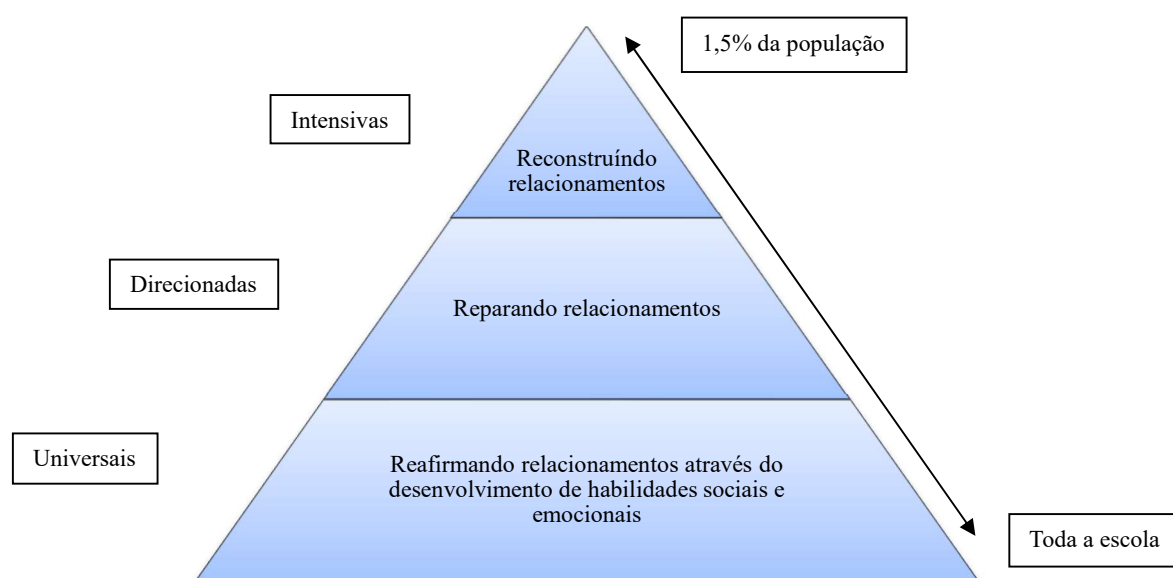 1,5% da população
Intensivas
Reconstruíndo
relacionamentos
Direcionadas
Reparando relacionamentos
Universais
Reafirmando relacionamentos através do
desenvolvimento de habilidades sociais e
emocionais
Toda a escola